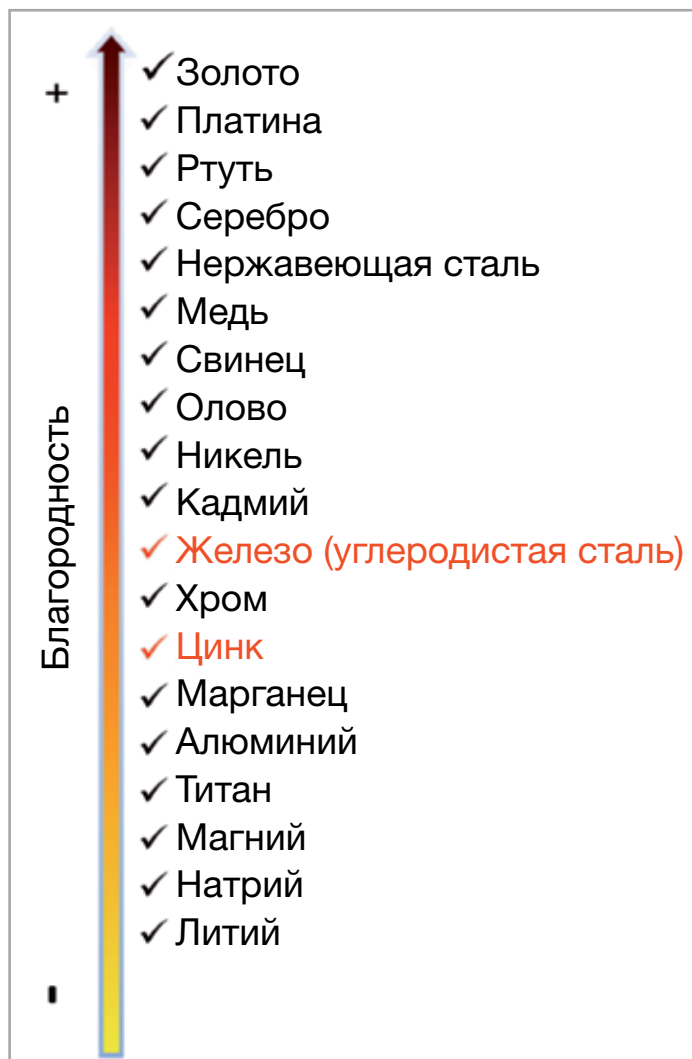 +
✓ Золото
✓ Платина
✓ Ртуть
✓ Серебро
✓ Нержавеющая сталь
✓ Медь
✓ Свинец
✓ Олово
✓ Никель
✓ Кадмий
✓ Железо (углеродистая сталь)
✓ Хром
✓ Цинк
✓ Марганец
✓ Алюминий
✓ Титан
✓ Магний
✓ Натрий
✓ Литий
-
Благородность